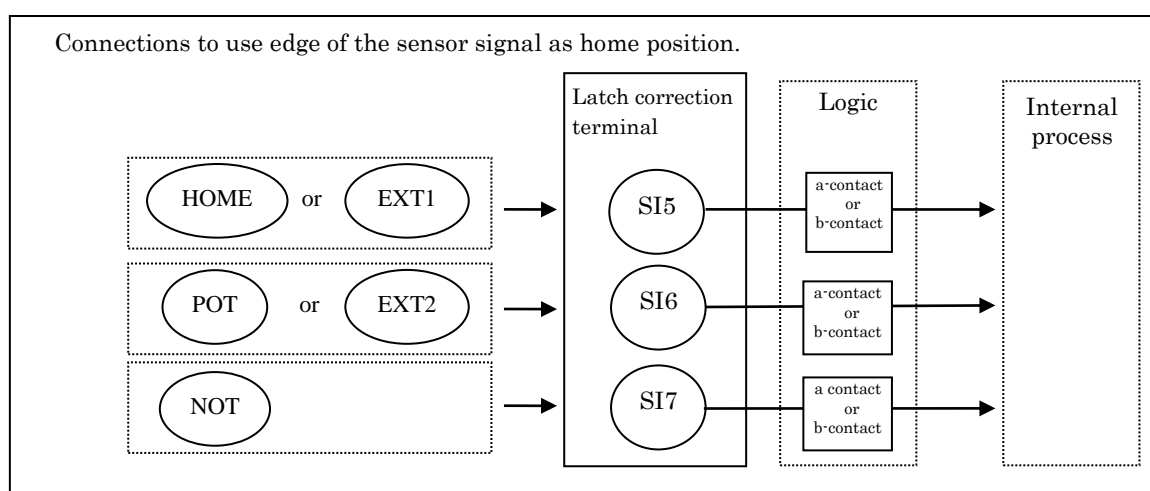 Connections to use edge of the sensor signal as home position.
Latch correction
terminal
Logic
Internal
process
HOME or EXT1
SI5
a-contact
or
b-contact
POT or EXT2
SI6
a-contact
or
b-contact
NOT
SI7
a contact
or
b-contact